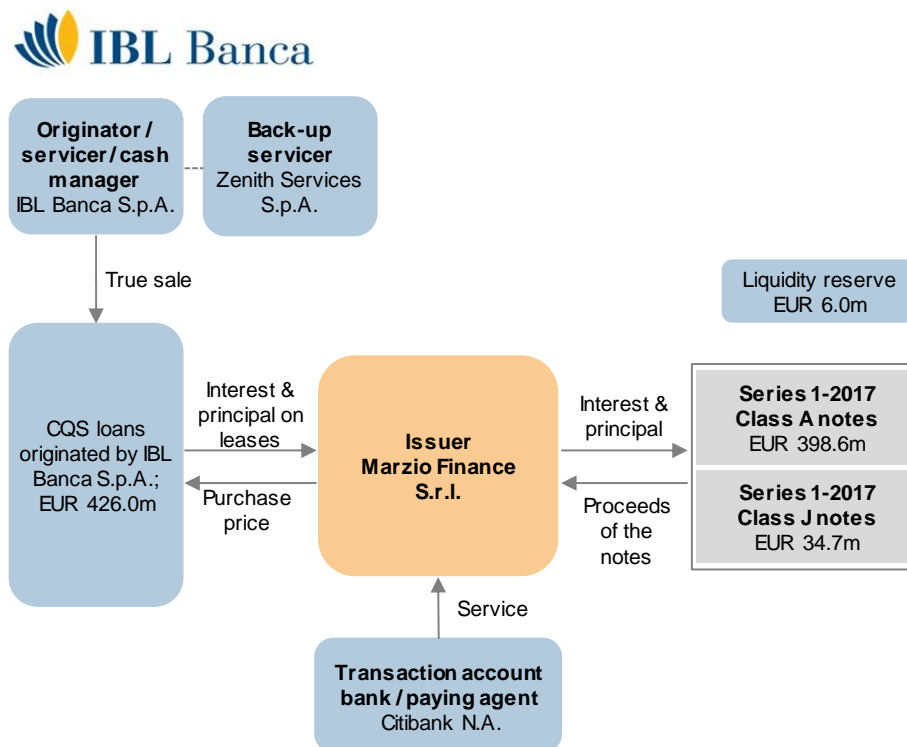 IBL Banca
Originator /
servicer / cash
manager
IBL Banca S.p.A.
Back-up
servicer
Zenith Services
S.p.A.
True sale
Liquidity reserve
EUR 6.0m
CQS loans
originated by IBL
Banca S.p.A.;
EUR 426.0m
Interest &
principal on
leases
Purchase
price
Issuer
Marzio Finance
S.r.l.
Interest &
principal
Proceeds
of the
notes
Series 1-2017
Class A notes
EUR 398.6m
Series 1-2017
Class J notes
EUR 34.7m
Service
Transaction account
bank / paying agent
Citibank N.A.